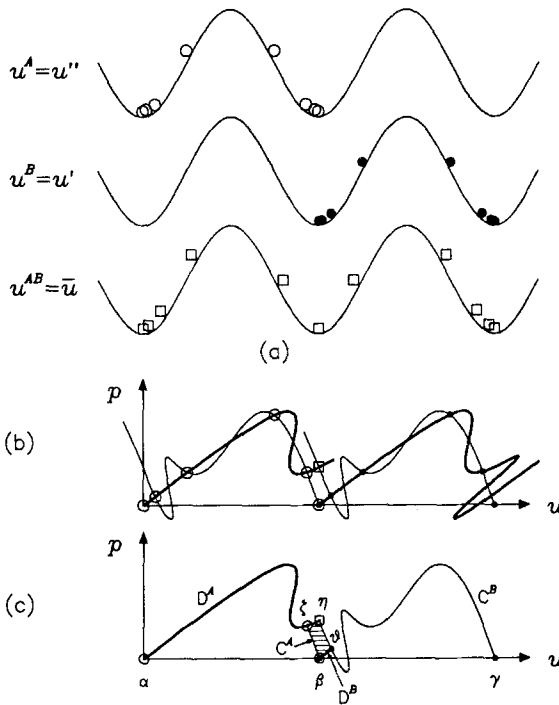 u^A=u''
u^B=u'
u^AB=ū
(a)
p
(b)
u
p
(c)
D^A
ζ η
C^A
ϑ
C^B
D^B
u
α β γ